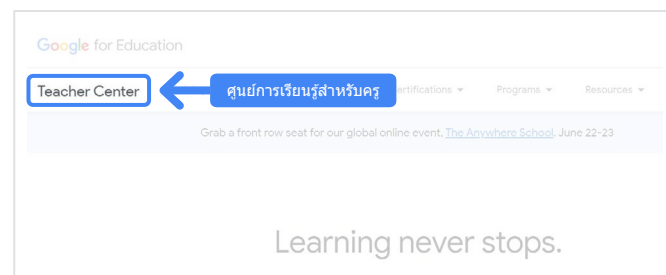 Google for Education
Teacher Center
ศูนย์การเรียนรู้สำหรับครู
ertifications
Programs
Resources
Grab a front row seat for our global online event, The Anywhere School. June 22-23
Learning never stops.